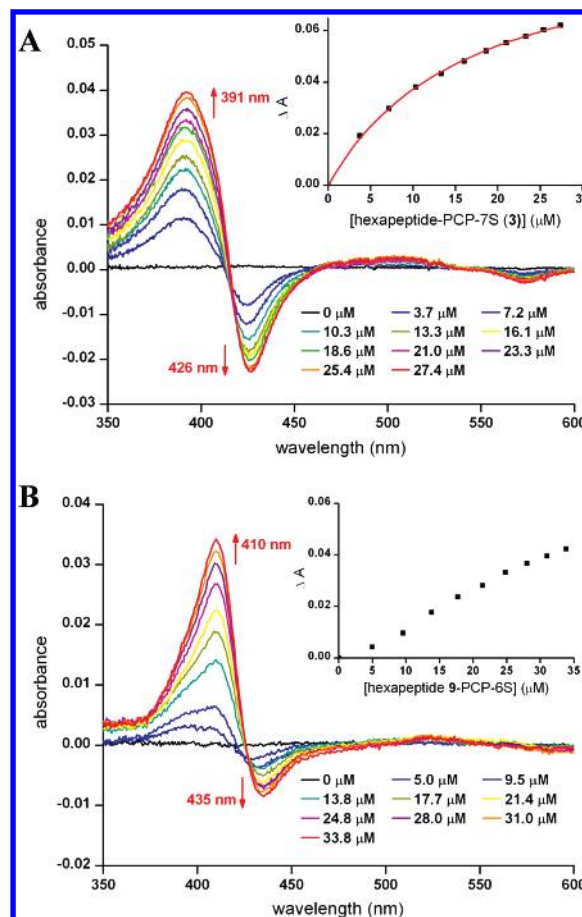 A
absorbance
0.04
0.03
0.02
0.01
0.00
-0.01
-0.02
-0.03
350 400 450 500 550 600
wavelength (nm)
391 nm
426 nm
0 µM 3.7 µM 7.2 µM
10.3 µM 13.3 µM 16.1 µM
18.6 µM 21.0 µM 23.3 µM
25.4 µM 27.4 µM
Δ A
0.06
0.04
0.02
0.00
0 5 10 15 20 25 30
[hexapeptide-PCP-7S (3)] (µM)
B
absorbance
0.04
0.03
0.02
0.01
0.00
-0.01
-0.02
350 400 450 500 550 600
wavelength (nm)
410 nm
435 nm
0 µM 5.0 µM 9.5 µM
13.8 µM 17.7 µM 21.4 µM
24.8 µM 28.0 µM 31.0 µM
33.8 µM
Δ A
0.06
0.04
0.02
0.00
0 5 10 15 20 25 30 35
[hexapeptide 9-PCP-6S] (µM)